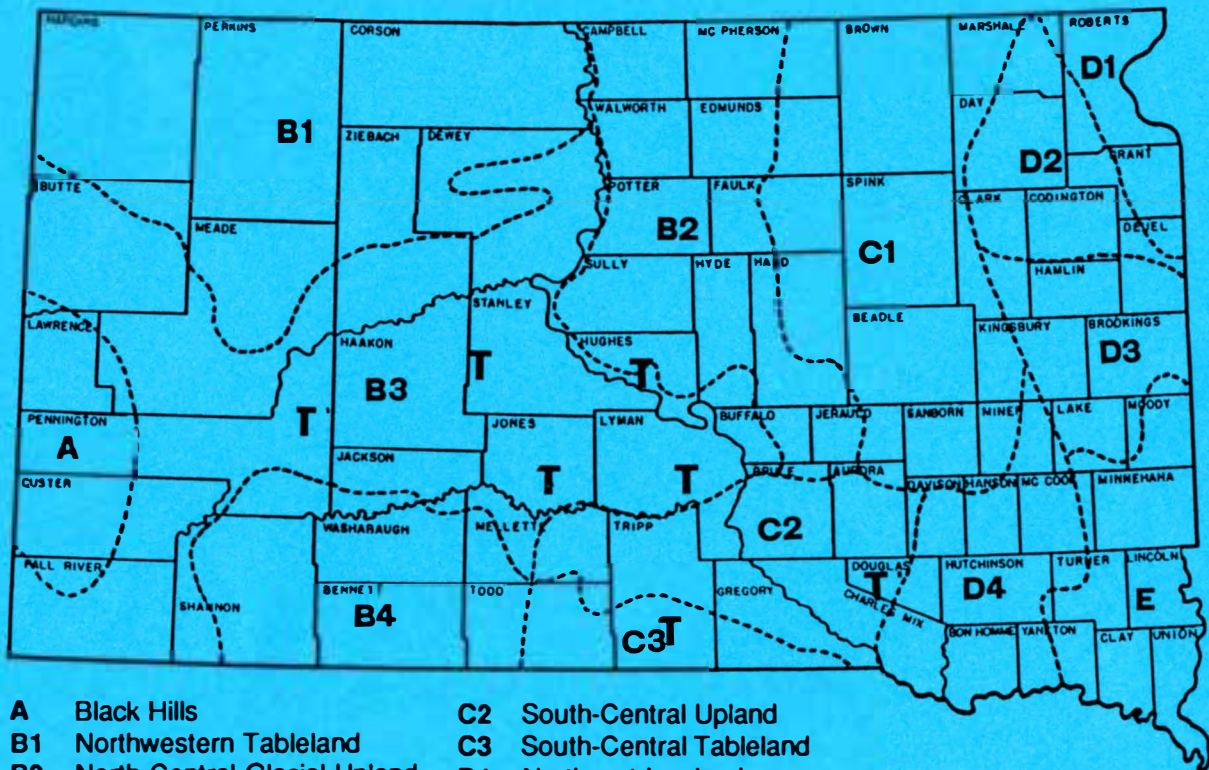 PERKINS
CORSON
CAMPBELL
MC PHERSON
BROWN
MARSHALL
ROBERTS
D1
WALWORTH
EDMUNDS
DAY
B1
ZIEBACH
DEWEY
D2
GRANT
BUTTE
POTTER
FAULK
SPINK
CLARK
CODINGTON
MEADE
B2
DEUEL
C1
SULLY
HYDE
HAND
HAMLIN
STANLEY
LAWRENCE
BEADLE
KINGSBURY
BROOKINGS
HAAKON
HUGHES
T
T
D3
B3
T
PENNINGTON
JONES
LYMAN
BUFFALO
JERAULD
SANBORN
MINER
LAKE
MOODY
A
JACKSON
T
T
BRULE
AURORA
CUSTER
DAVISON
HANSON
MC COOK
MINNEHAHA
WASHABAUGH
MELLETTE
TRIPP
C2
FALL RIVER
DOUGLAS
HUTCHINSON
TURNER
LINCOLN
SHANNON
BENNETT
TODD
GREGORY
T
D4
E
B4
CHARLES MIX
C3
T
BON HOMME
YANKTON
CLAY
UNION
A Black Hills
C2 South-Central Upland
B1 Northwestern Tableland
C3 South-Central Tableland